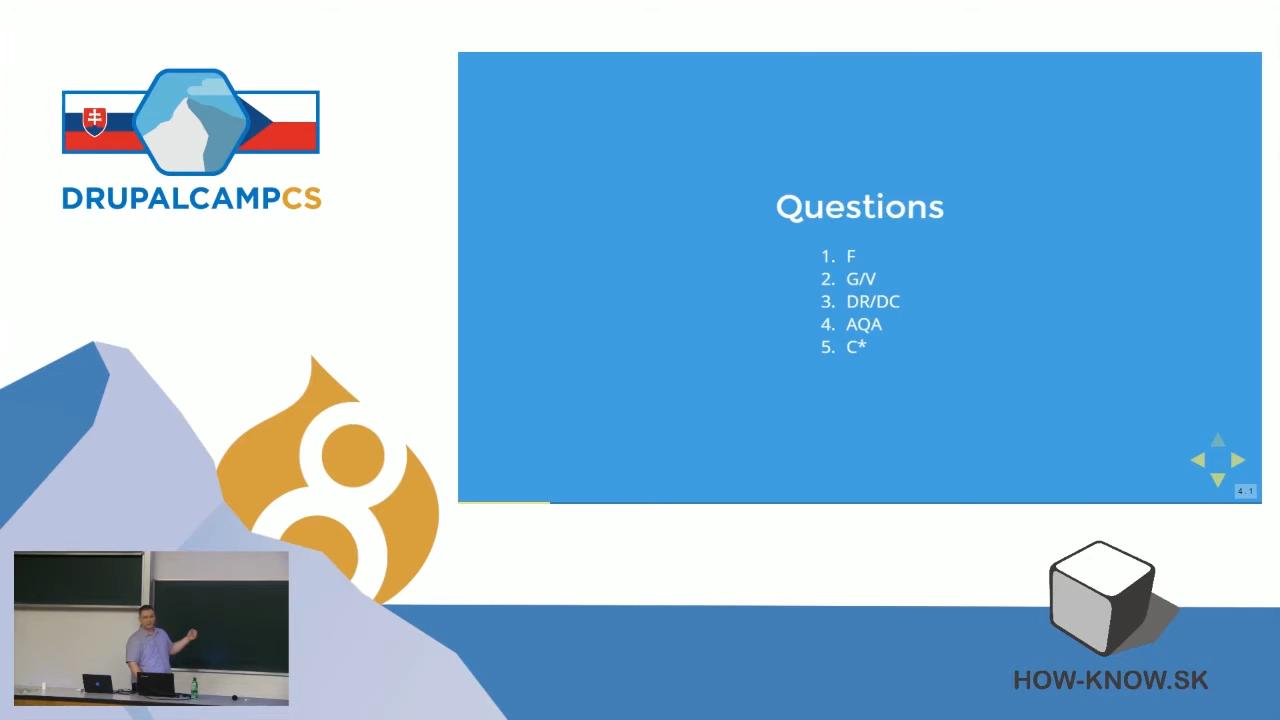 DRUPALCAMPCS
Questions
1. F
2. G/V
3. DR/DC
4. AQA
5. C*
4.1
HOW-KNOW.SK